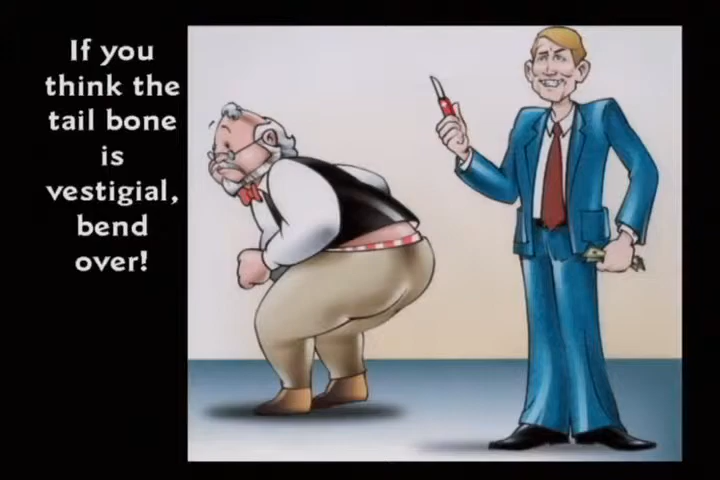 If you
think the
tail bone
is
vestigial,
bend
over!